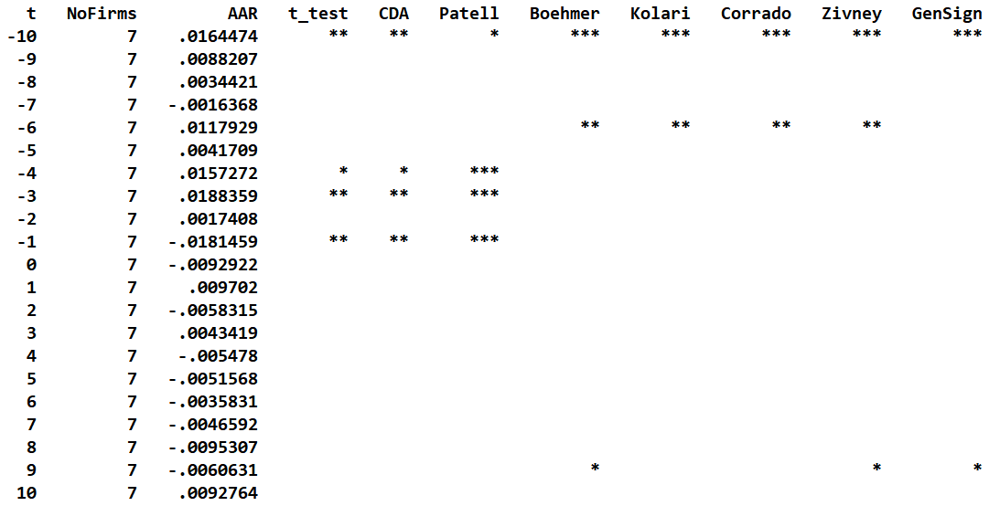 t NoFirms AAR t_test CDA Patell Boehmer Kolari Corrado Zivney GenSign
-10 7 .0164474 ** ** * *** *** *** *** ***
-9 7 .0088207
-8 7 .0034421
-7 7 -.0016368
-6 7 .0117929 ** ** ** **
-5 7 .0041709
-4 7 .0157272 * * ***
-3 7 .0188359 ** ** ***
-2 7 .0017408
-1 7 -.0181459 ** ** ***
0 7 -.0092922
1 7 .009702
2 7 -.0058315
3 7 .0043419
4 7 -.005478
5 7 -.0051568
6 7 -.0035831
7 7 -.0046592
8 7 -.0095307
9 7 -.0060631 * * *
10 7 .0092764